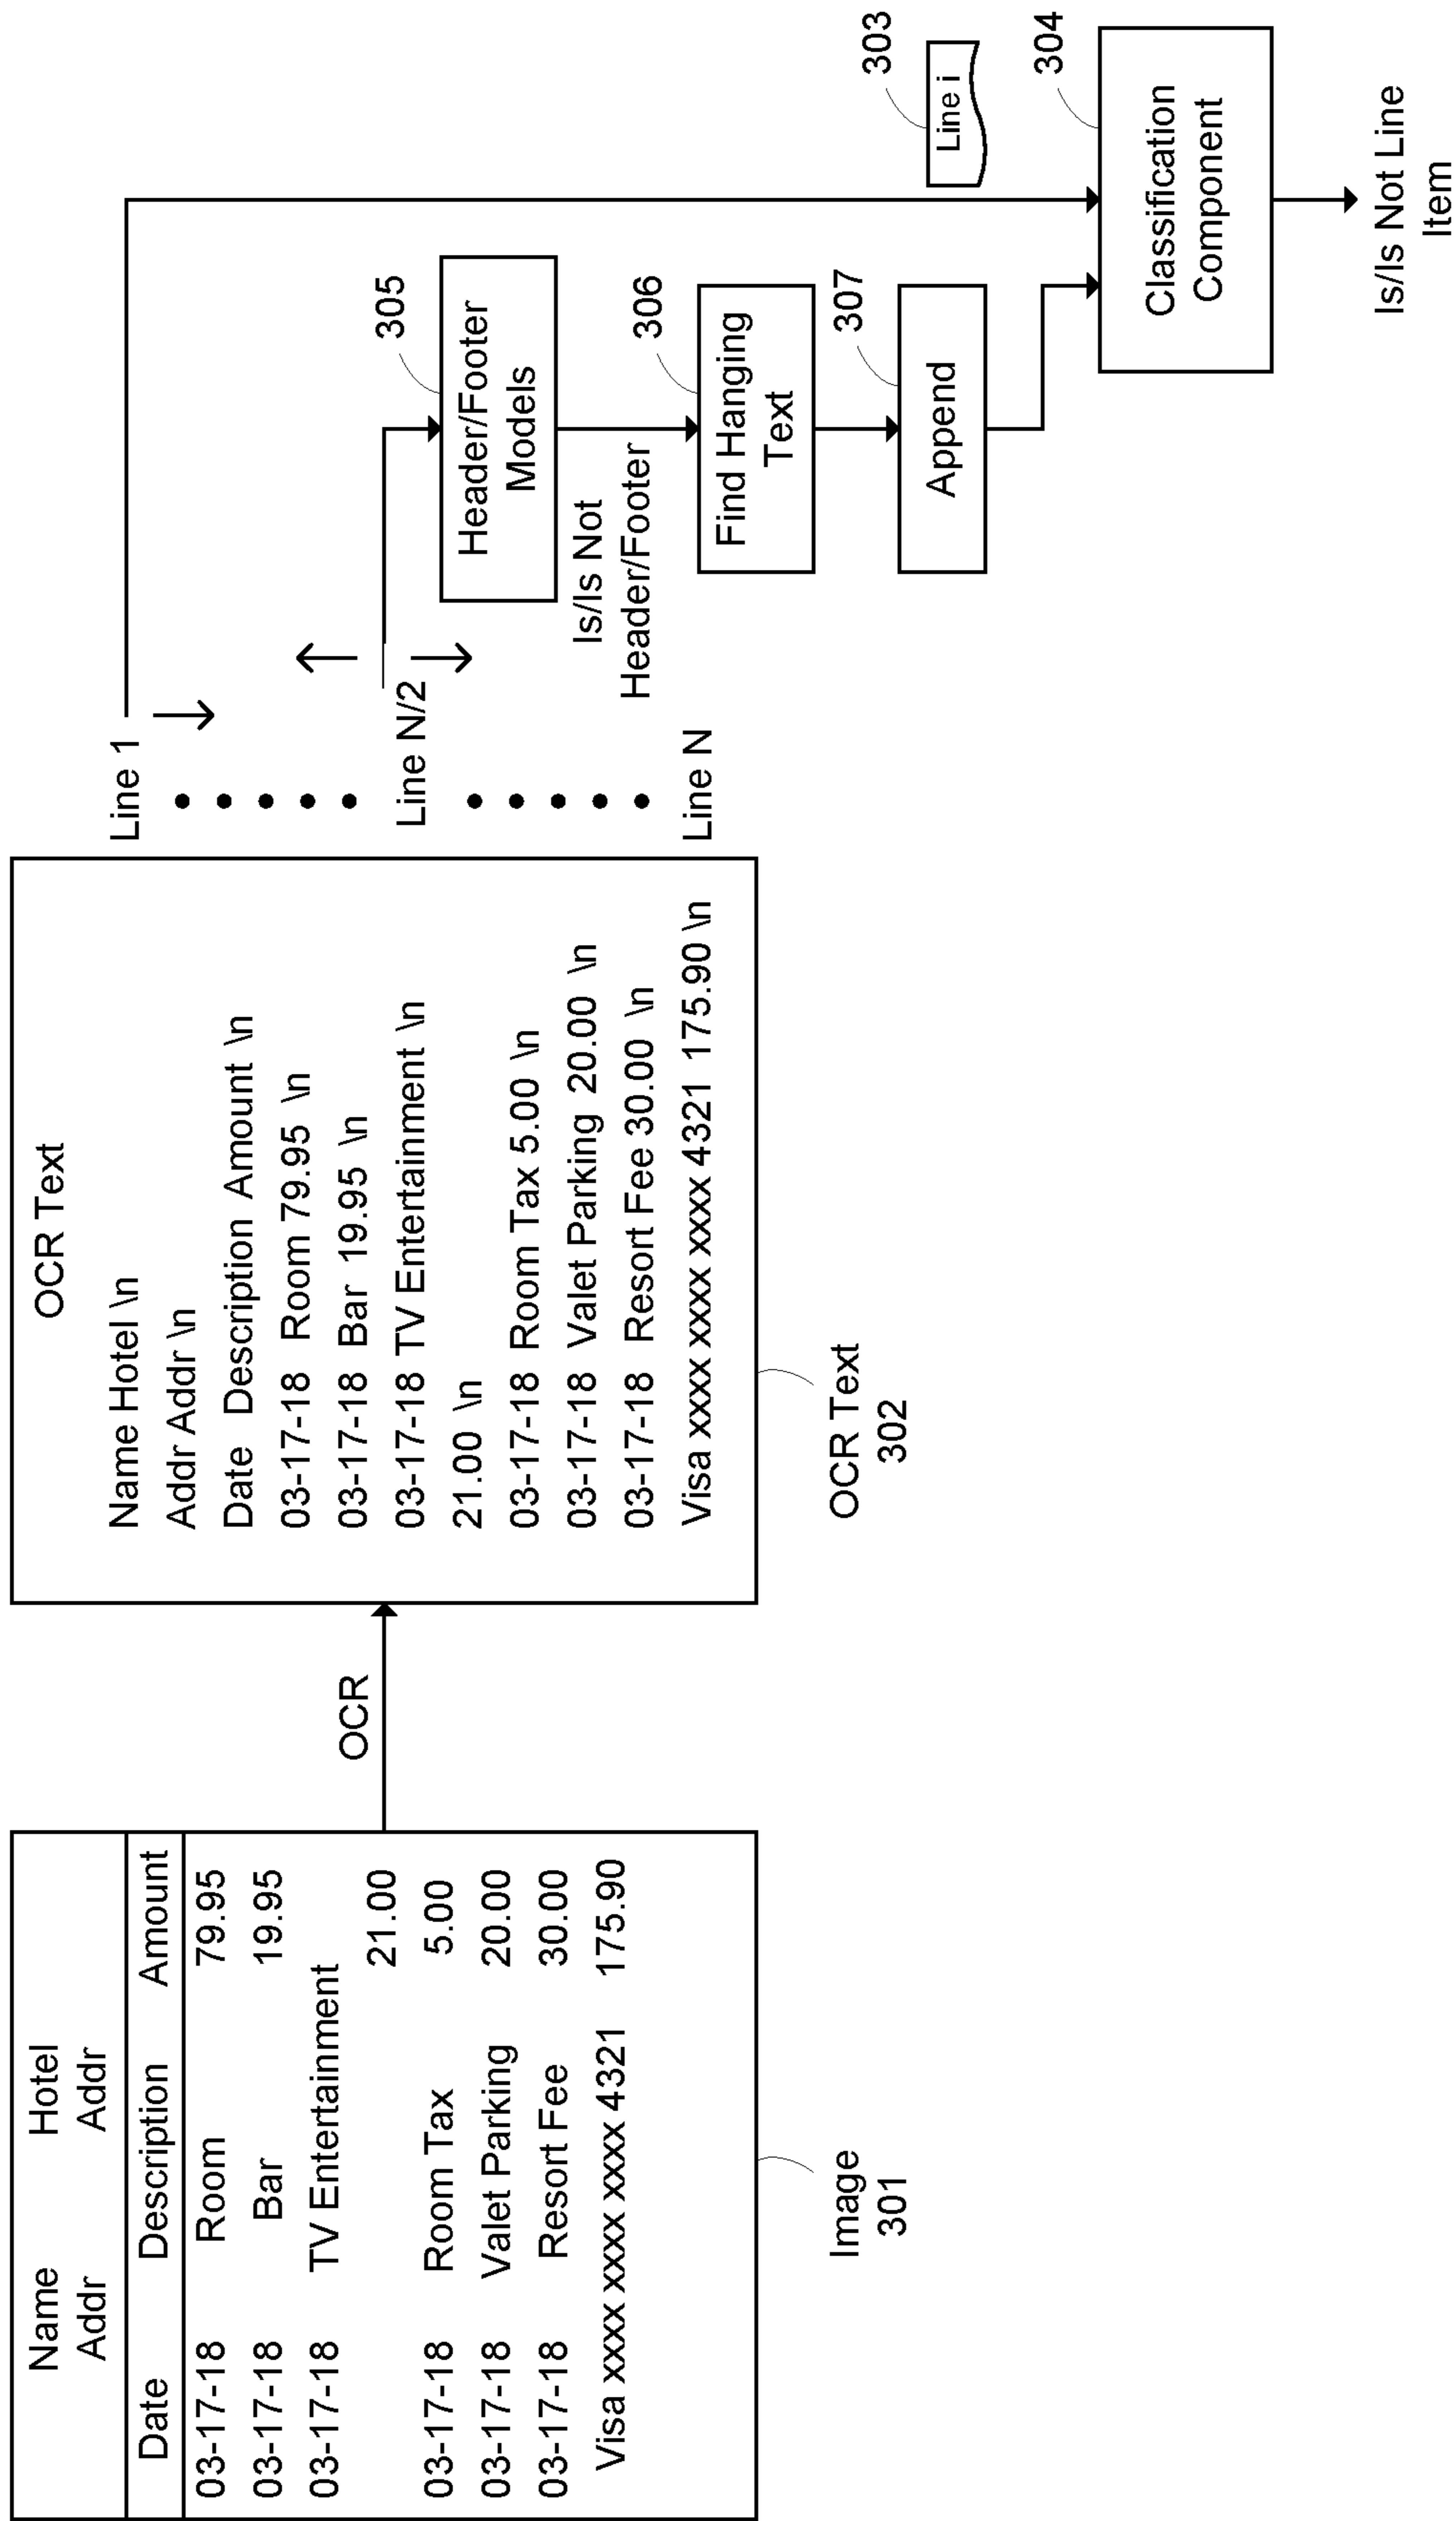 Name Hotel
Addr Addr
Date Description Amount
03-17-18 Room 79.95
03-17-18 Bar 19.95
03-17-18 TV Entertainment
21.00
03-17-18 Room Tax 5.00
03-17-18 Valet Parking 20.00
03-17-18 Resort Fee 30.00
Visa xxxx xxxx xxxx 4321 175.90
Image
301
OCR
OCR Text
Name Hotel \n
Addr Addr \n
Date Description Amount \n
03-17-18 Room 79.95 \n
03-17-18 Bar 19.95 \n
03-17-18 TV Entertainment \n
21.00 \n
03-17-18 Room Tax 5.00 \n
03-17-18 Valet Parking 20.00 \n
03-17-18 Resort Fee 30.00 \n
Visa xxxx xxxx xxxx 4321 175.90 \n
OCR Text
302
Line 1
Line N/2
Line N
305
Header/Footer
Models
Is/Is Not
Header/Footer
306
Find Hanging
Text
307
Append
303
Line i
304
Classification
Component
Is/Is Not Line
Item